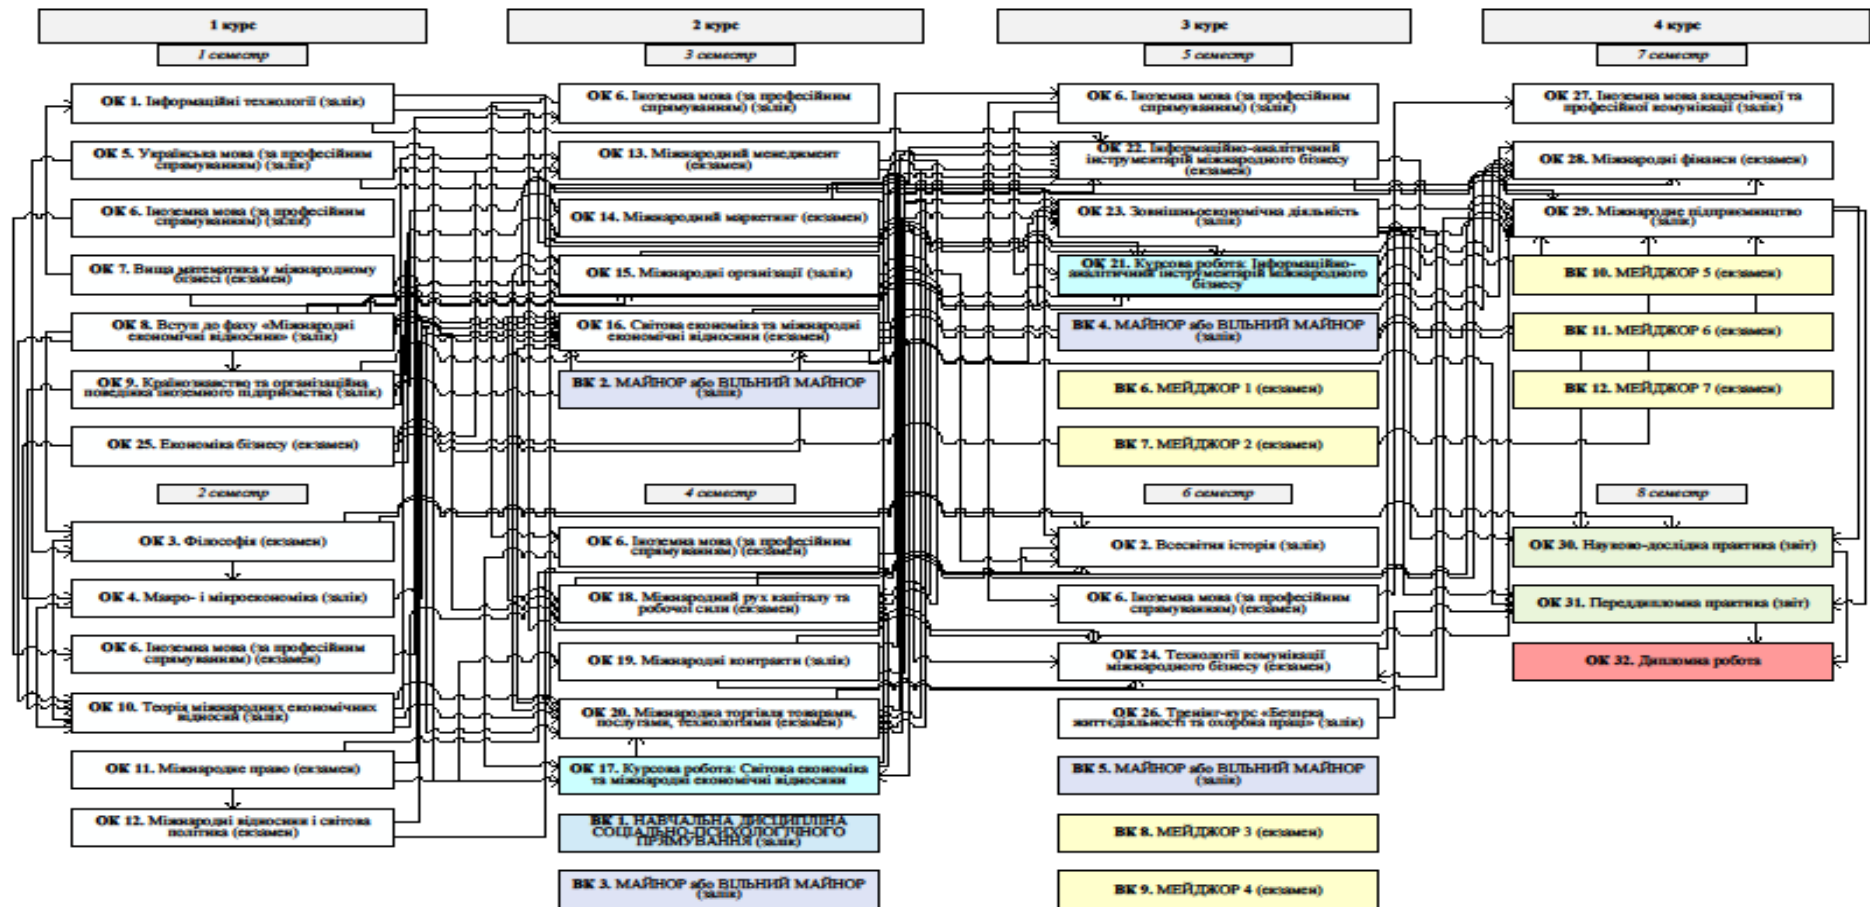 1 курс
1 семестр
ОК 1. Інформаційні технології (залік)
ОК 5. Українська мова (за професійним
спрямуванням) (залік)
ОК 6. Іноземна мова (за професійним
спрямуванням) (залік)
ОК 7. Вища математика у міжнародному
бізнесі (екзамен)
ОК 8. Вступ до фаху «Міжнародні
економічні відносини» (залік)
ОК 9. Країнознавство та організаційна
поведінка іноземного підприємства (залік)
ОК 25. Економіка бізнесу (екзамен)
2 семестр
ОК 3. Філософія (екзамен)
ОК 4. Макро- і мікроекономіка (залік)
ОК 6. Іноземна мова (за професійним
спрямуванням) (екзамен)
ОК 10. Теорія міжнародних економічних
відносин (залік)
ОК 11. Міжнародне право (екзамен)
ОК 12. Міжнародні відносини і світова
політика (екзамен)
2 курс
3 семестр
ОК 6. Іноземна мова (за професійним
спрямуванням) (залік)
ОК 13. Міжнародний менеджмент
(екзамен)
ОК 14. Міжнародний маркетинг (екзамен)
ОК 15. Міжнародні організації (залік)
ОК 16. Світова економіка та міжнародні
економічні відносини (екзамен)
ВК 2. МАЙНОР або ВІЛЬНИЙ МАЙНОР
(залік)
4 семестр
ОК 6. Іноземна мова (за професійним
спрямуванням) (екзамен)
ОК 18. Міжнародний рух капіталу та
робочої сили (екзамен)
ОК 19. Міжнародні контракти (залік)
ОК 20. Міжнародна торгівля товарами,
послугами, технологіями (екзамен)
ОК 17. Курсова робота: Світова економіка
та міжнародні економічні відносини
ВК 1. НАВЧАЛЬНА ДИСЦИПЛІНА
СОЦІАЛЬНО-ПСИХОЛОГІЧНОГО
ПРЯМУВАННЯ (залік)
ВК 3. МАЙНОР або ВІЛЬНИЙ МАЙНОР
(залік)
3 курс
5 семестр
ОК 6. Іноземна мова (за професійним
спрямуванням) (залік)
ОК 22. Інформаційно-аналітичний
інструментарій міжнародного бізнесу
(екзамен)
ОК 23. Зовнішньоекономічна діяльність
(залік)
ОК 21. Курсова робота: Інформаційно-
аналітичний інструментарій міжнародного
бізнесу
ВК 4. МАЙНОР або ВІЛЬНИЙ МАЙНОР
(залік)
ВК 6. МЕЙДЖОР 1 (екзамен)
ВК 7. МЕЙДЖОР 2 (екзамен)
6 семестр
ОК 2. Всесвітня історія (залік)
ОК 6. Іноземна мова (за професійним
спрямуванням) (екзамен)
ОК 24. Технології комунікації
міжнародного бізнесу (екзамен)
ОК 26. Тренінг-курс «Безпека
життєдіяльності та охорона праці» (залік)
ВК 5. МАЙНОР або ВІЛЬНИЙ МАЙНОР
(залік)
ВК 8. МЕЙДЖОР 3 (екзамен)
ВК 9. МЕЙДЖОР 4 (екзамен)
4 курс
7 семестр
ОК 27. Іноземна мова академічної та
професійної комунікації (залік)
ОК 28. Міжнародні фінанси (екзамен)
ОК 29. Міжнародне підприємництво
(залік)
ВК 10. МЕЙДЖОР 5 (екзамен)
ВК 11. МЕЙДЖОР 6 (екзамен)
ВК 12. МЕЙДЖОР 7 (екзамен)
8 семестр
ОК 30. Науково-дослідна практика (звіт)
ОК 31. Переддипломна практика (звіт)
ОК 32. Дипломна робота